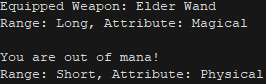 Equipped Weapon: Elder Wand
Range: Long, Attribute: Magical
You are out of mana!
Range: Short, Attribute: Physical